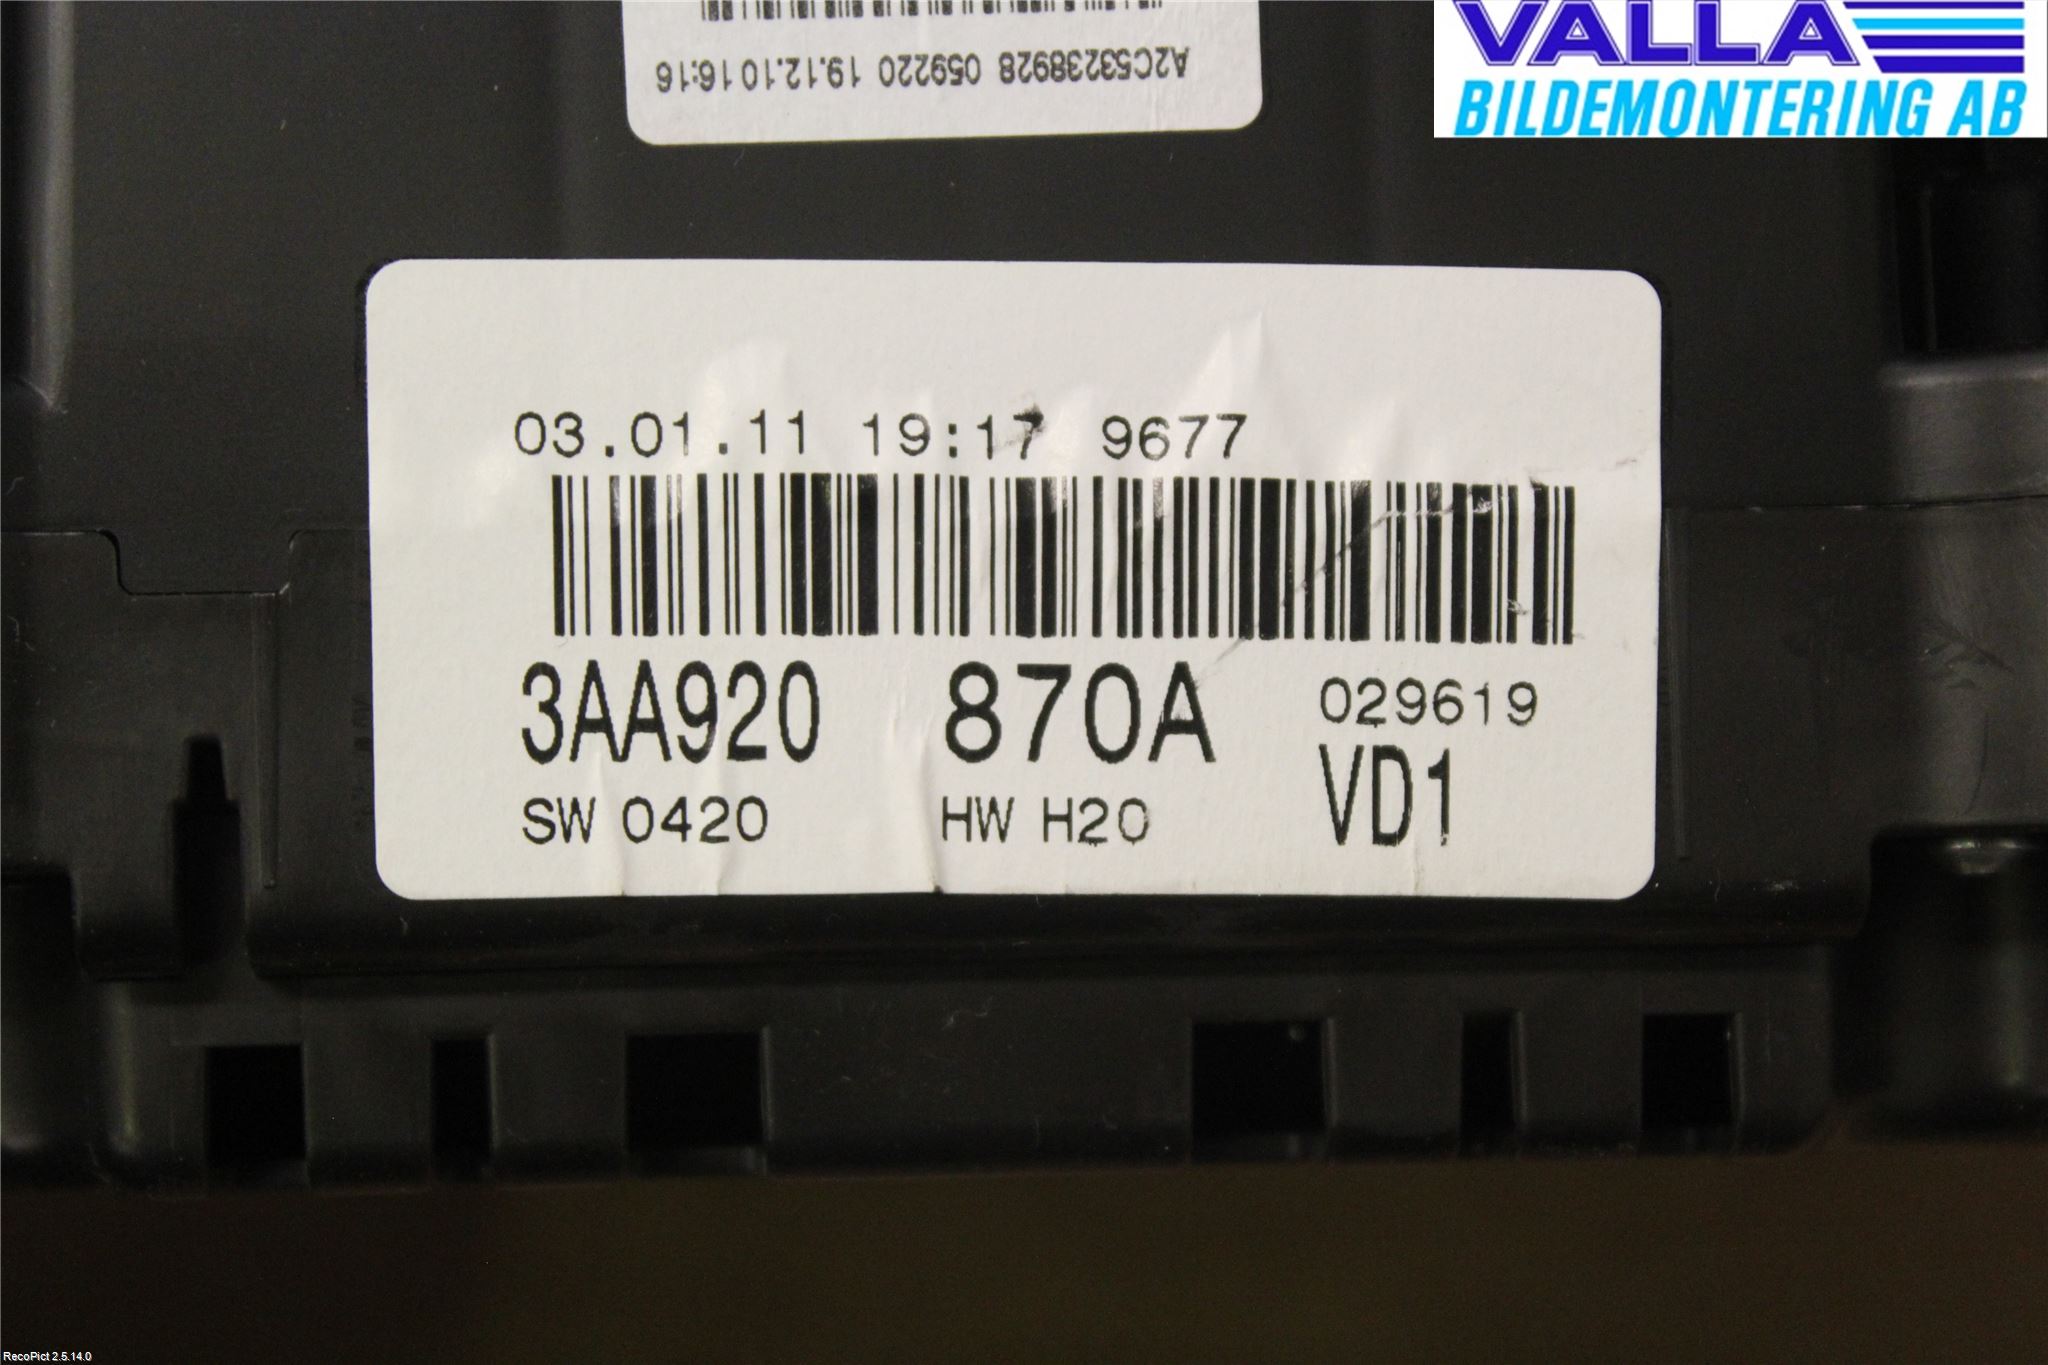 VALLA
BILDEMONTERING AB
A2C53238928 059220 19.12.10 16:16
03.01.11 19:17 9677
3AA920 870A 029619
SW 0420 HW H20 VD1
RecoPict 2.5.14.0